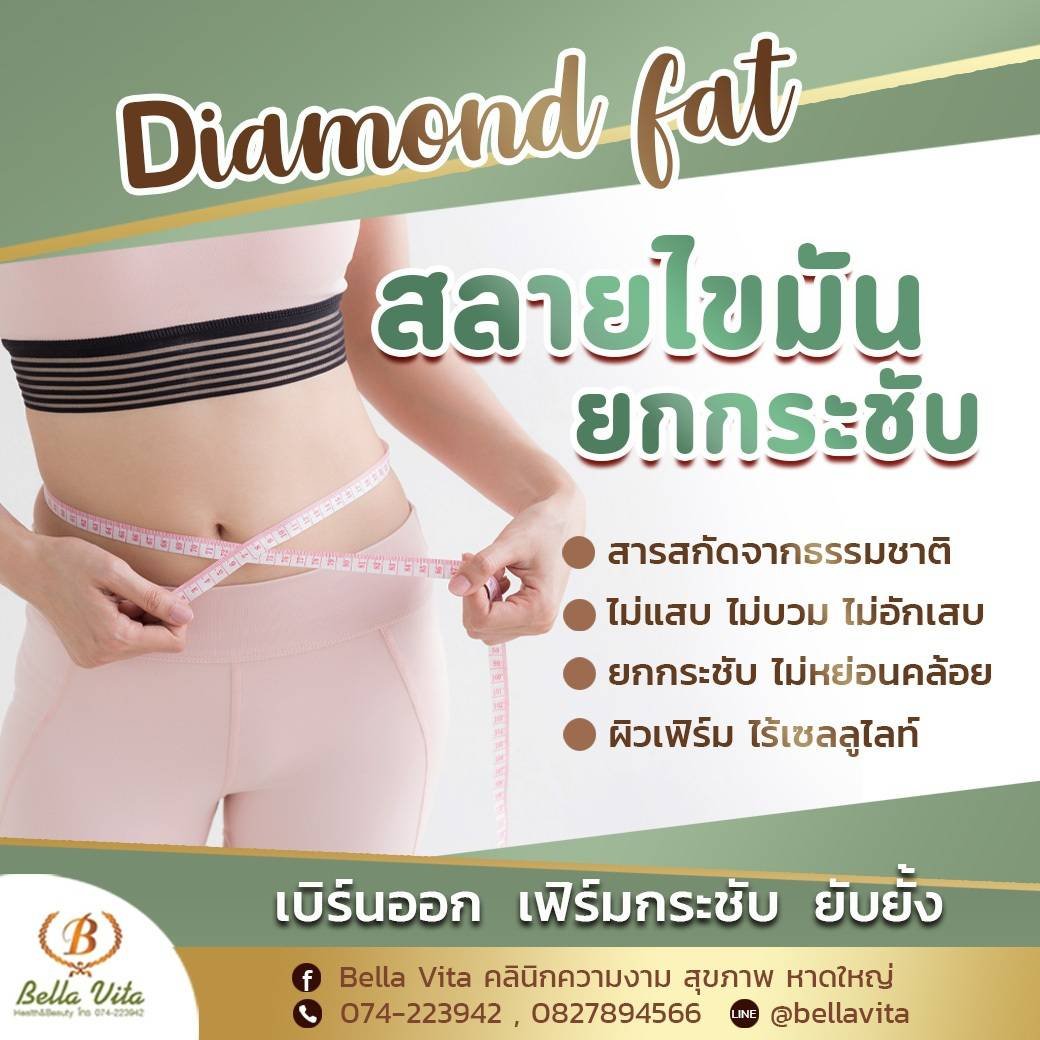 Diamond fat
สลายไขมัน
ยกกระชับ
สารสกัดจากธรรมชาติ
ไม่แสบ ไม่บวม ไม่อักเสบ
ยกกระชับ ไม่หย่อนคล้อย
ผิวเฟิร์ม ไร้เซลลูไลท์
เบิร์นออก เฟิร์มกระชับ ยับยั้ง
B
Bella Vita
Health&Beauty โทร 074-223942
f Bella Vita คลินิกความงาม สุขภาพ หาดใหญ่
074-223942 , 0827894566 LINE @bellavita